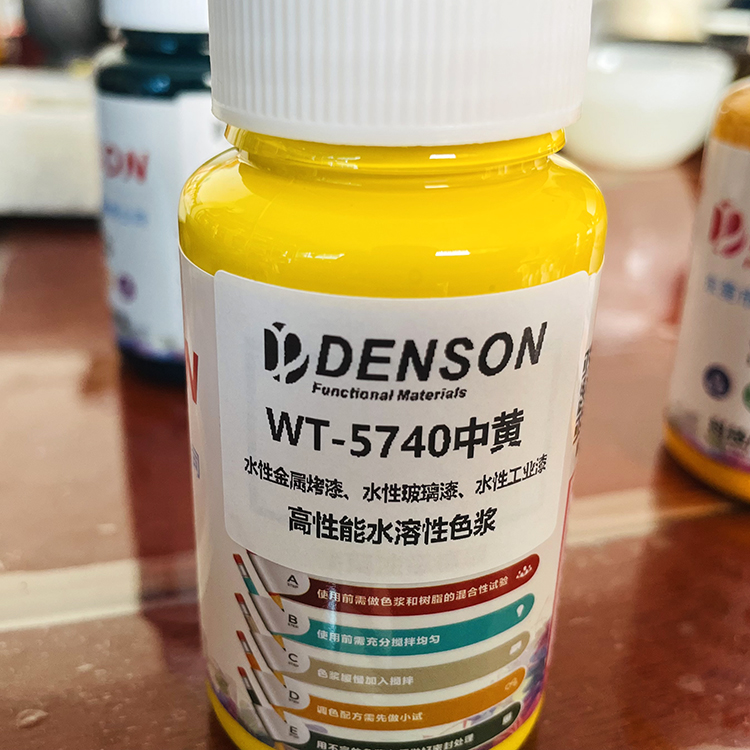 DENSON
Functional Materials
WT-5740中黄
水性金属烤漆、水性玻璃漆、水性工业漆
高性能水溶性色浆
A
使用前需做色浆和树脂的混合性试验
B
使用前需充分搅拌均匀
C
色浆缓慢加入搅拌
D
调色配方需先做小试
E
SON
N